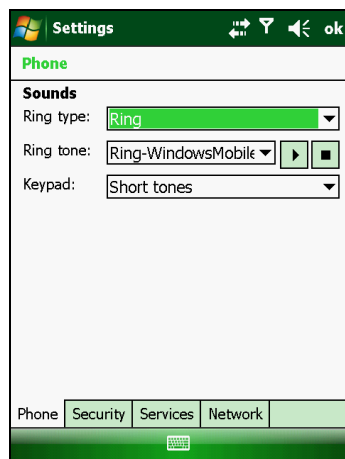 Settings ok
Phone
Sounds
Ring type: Ring
Ring tone: Ring-WindowsMobile
Keypad: Short tones
Phone Security Services Network